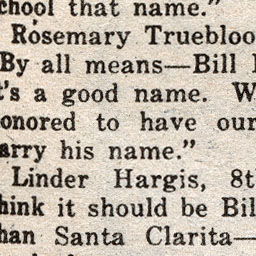 chool that name."
Rosemary Truebloo
By all means—Bill
t's a good name. W
onored to have our
arry his name."
Linder Hargis, 8t
hink it should be Bil
han Santa Clarita—